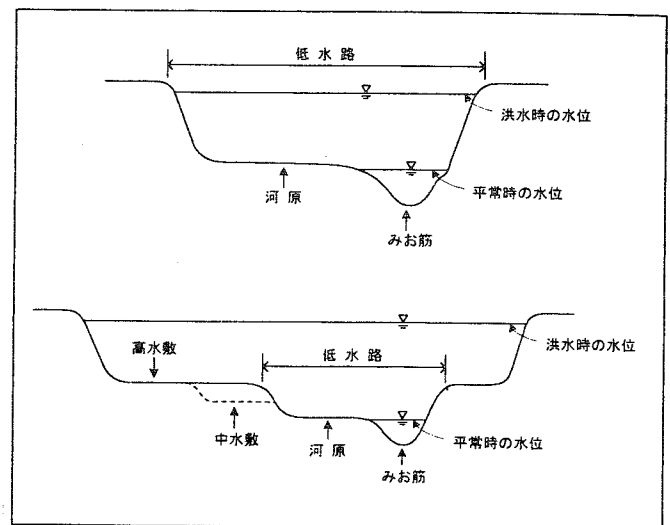 低水路
洪水時の水位
平常時の水位
河原
みお筋
洪水時の水位
高水敷
低水路
中水敷
河原
平常時の水位
みお筋